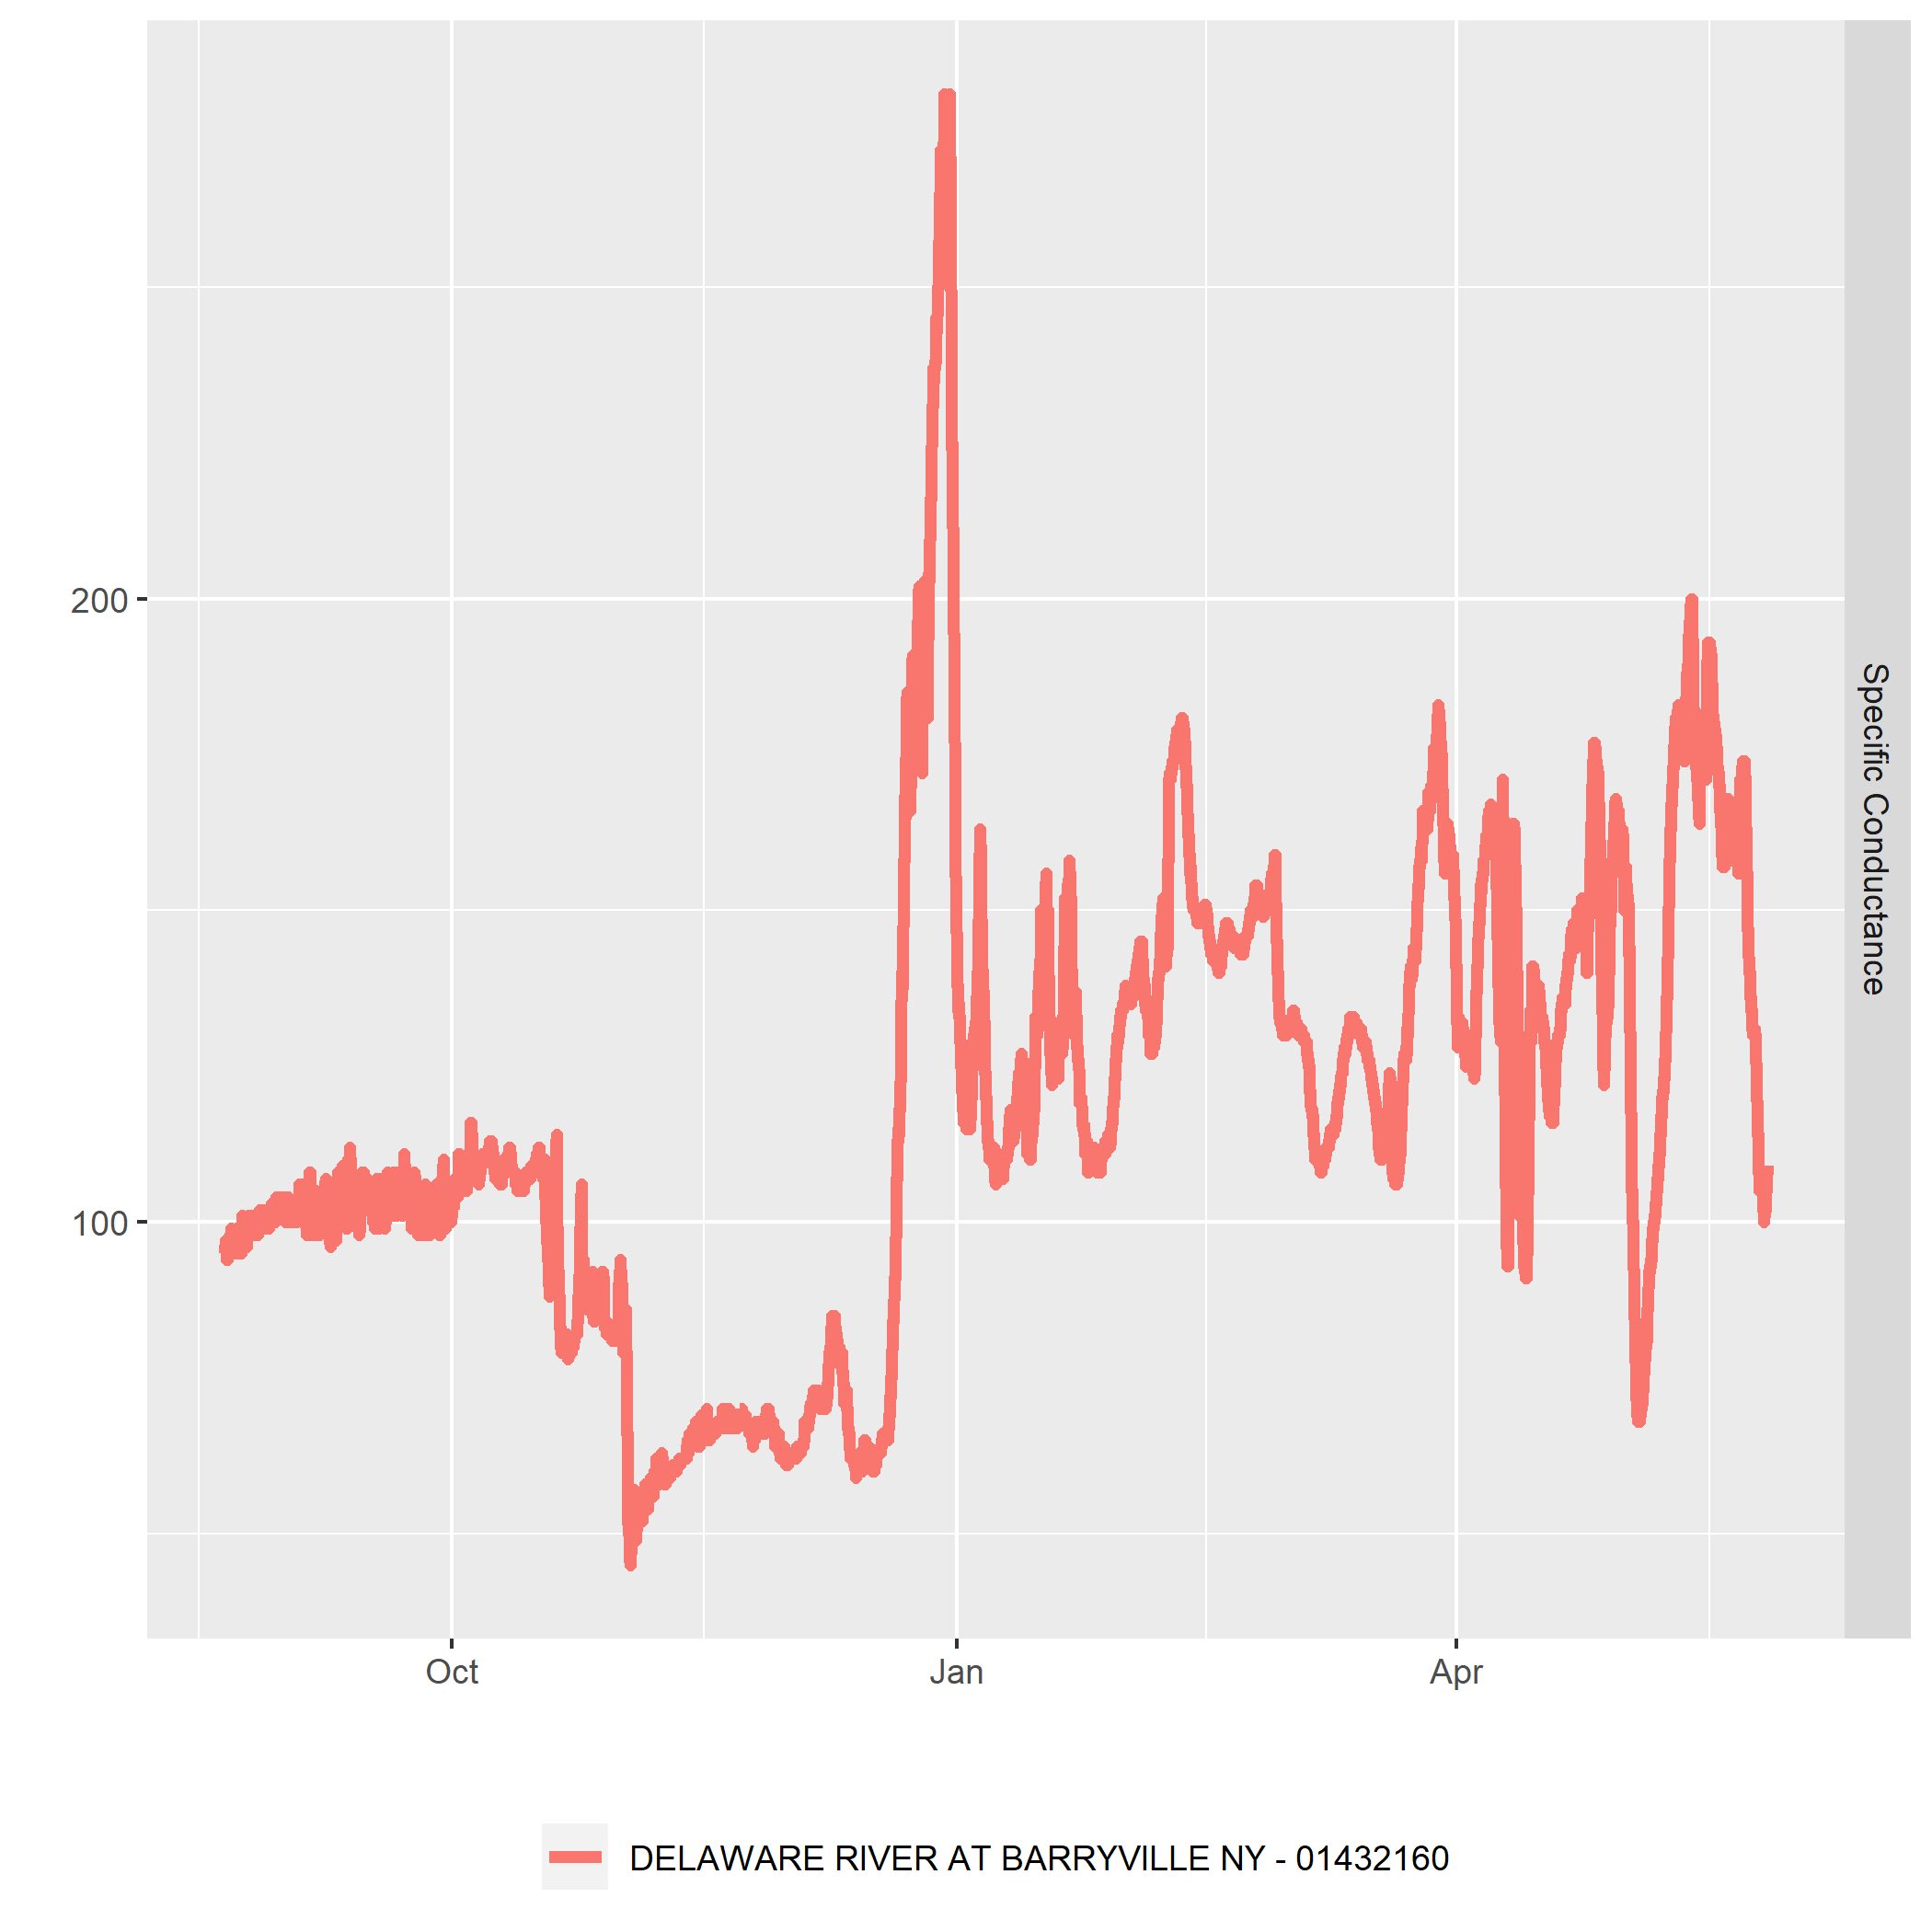 200
100
Specific Conductance
Oct
Jan
Apr
DELAWARE RIVER AT BARRYVILLE NY - 01432160